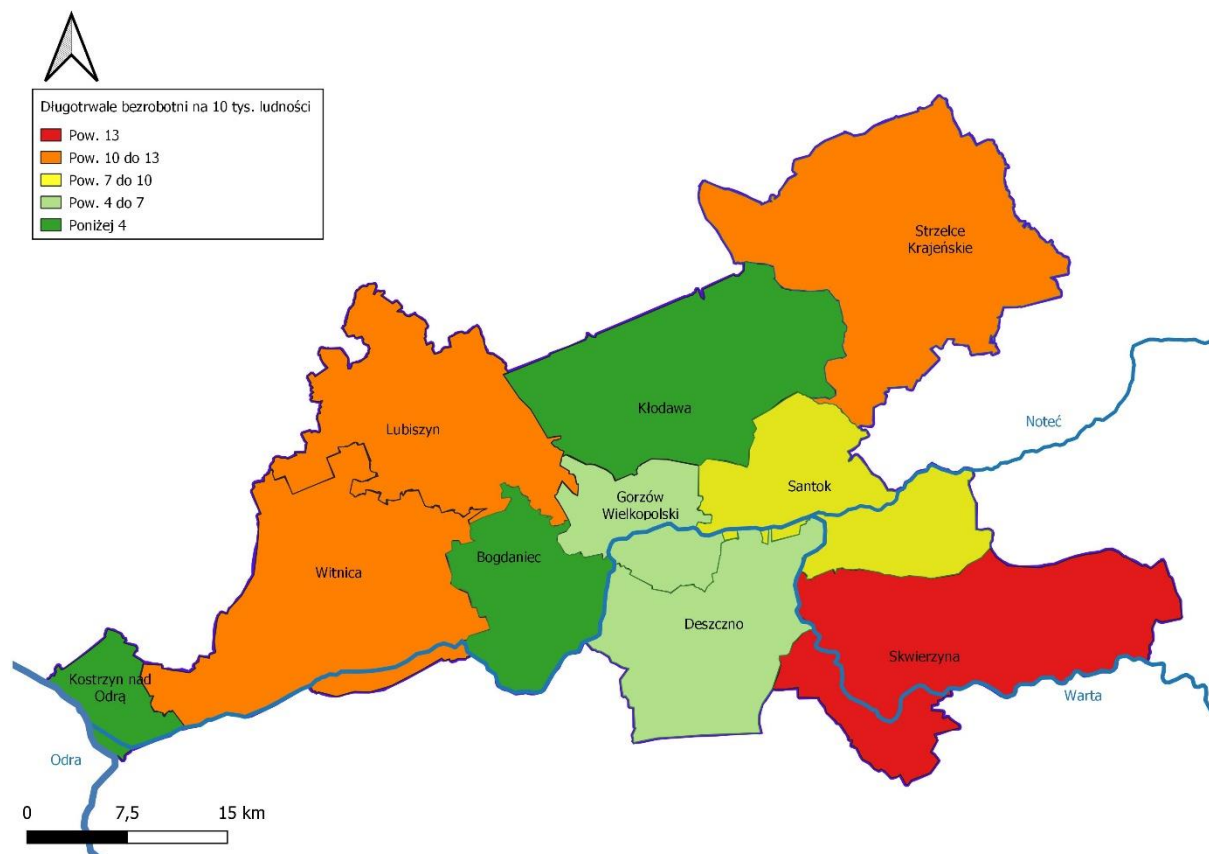 Długotrwale bezrobotni na 10 tys. ludności
Pow. 13
Pow. 10 do 13
Pow. 7 do 10
Pow. 4 do 7
Poniżej 4
Strzelce
Krajeńskie
Kłodawa
Lubiszyn
Noteć
Santok
Gorzów
Wielkopolski
Bogdaniec
Witnica
Deszczno
Skwierzyna
Kostrzyn nad
Odrą
Warta
Odra
0 7,5 15 km